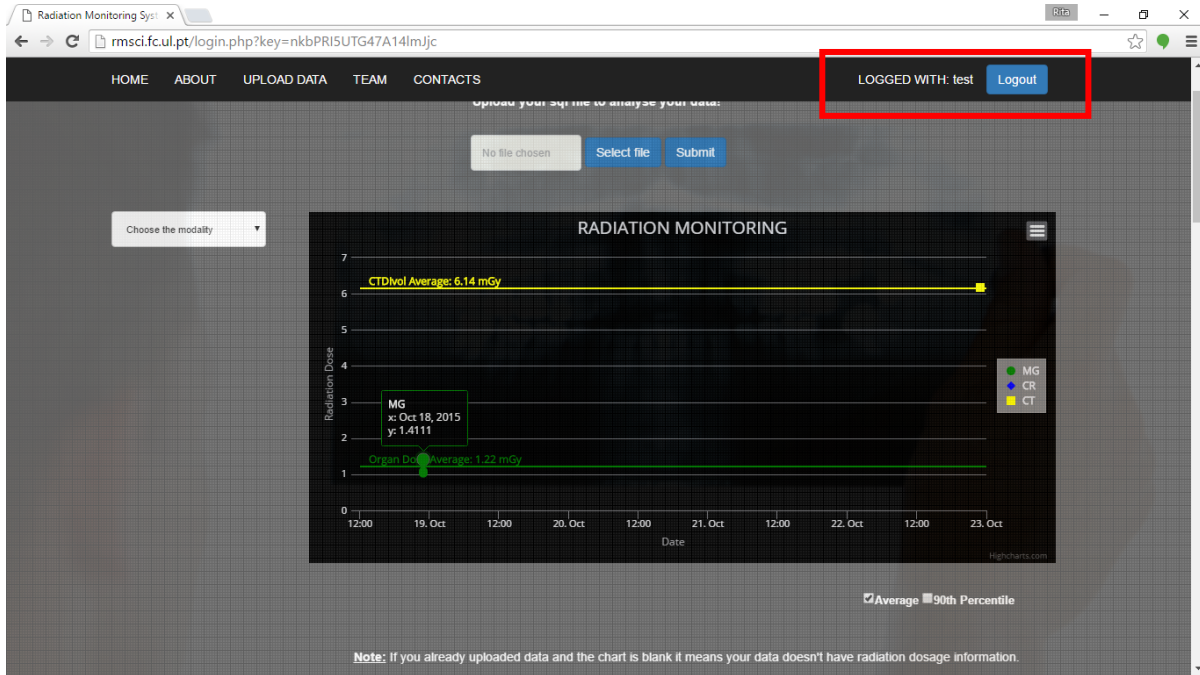 Radiation Monitoring Syst
Rita
rmsci.fc.ul.pt/login.php?key=nkbPRI5UTG47A14lmJjc
HOME ABOUT UPLOAD DATA TEAM CONTACTS LOGGED WITH: test Logout
Upload your sql file to analyse your data!
No file chosen Select file Submit
Choose the modality
RADIATION MONITORING
7
CTDIvol Average: 6.14 mGy
6
5
4
3
2
1
0
Radiation Dose
MG
x: Oct 18, 2015
y: 1.4111
Organ Do Average: 1.22 mGy
MG
CR
CT
12:00 19. Oct 12:00 20. Oct 12:00 21. Oct 12:00 22. Oct 12:00 23. Oct
Date
Highcharts.com
Average 90th Percentile
Note: If you already uploaded data and the chart is blank it means your data doesn't have radiation dosage information.